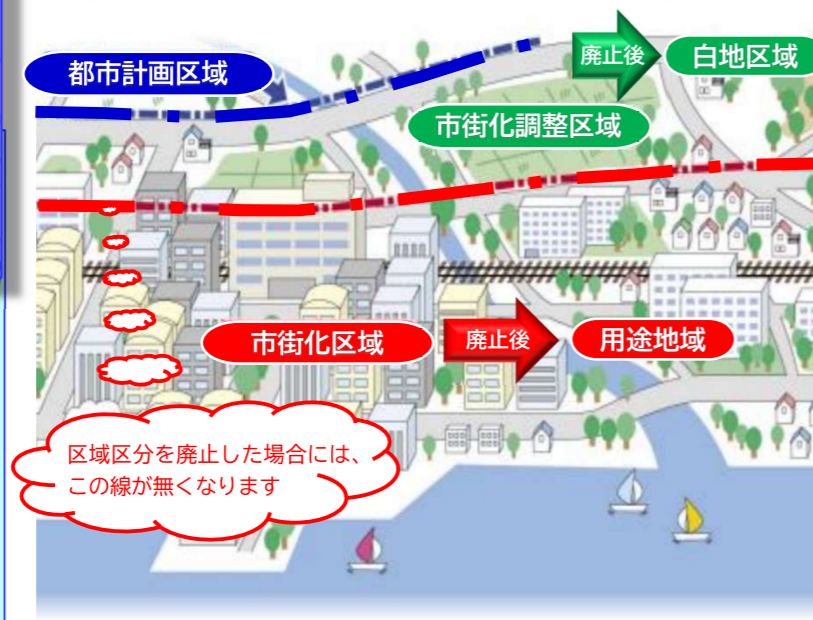 都市計画区域
廃止後
白地区域
市街化調整区域
市街化区域
廃止後
用途地域
区域区分を廃止した場合には、
この線が無くなります